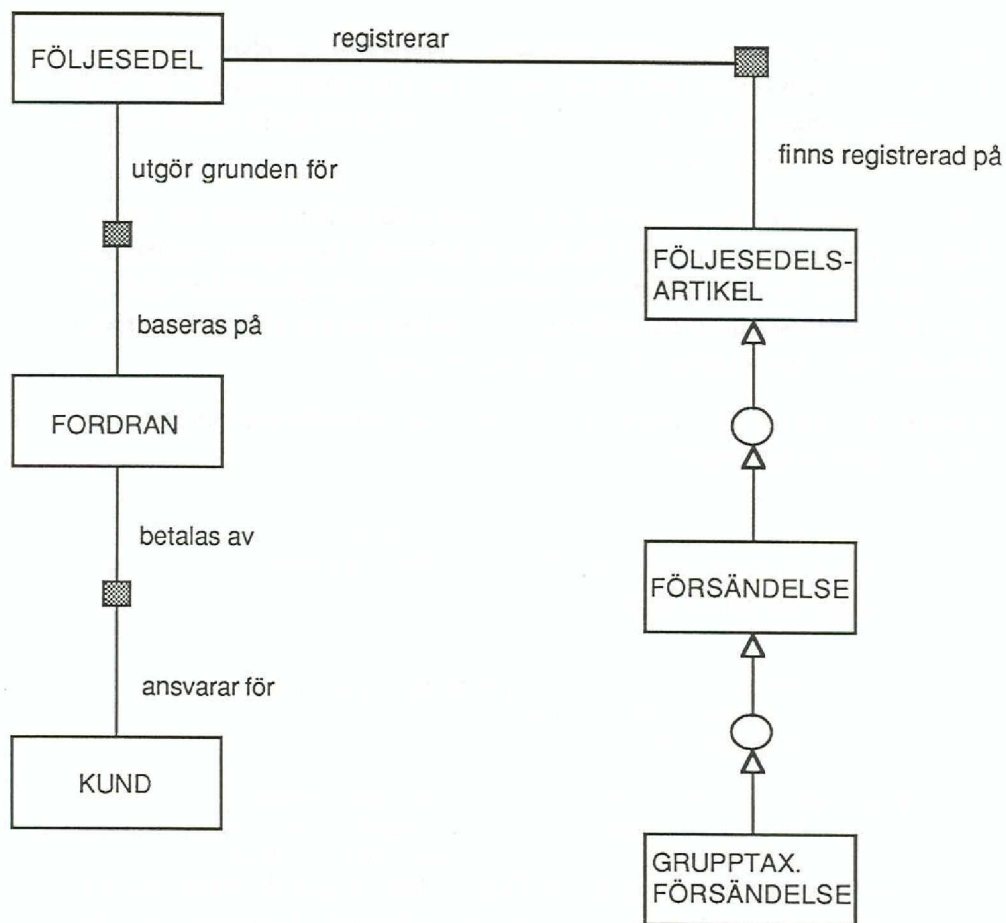 FÖLJESEDEL
registrerar
utgör grunden för
finns registrerad på
FÖLJESEDELS-
ARTIKEL
baseras på
FORDRAN
betalas av
FÖRSÄNDELSE
ansvarar för
KUND
GRUPPTAX.
FÖRSÄNDELSE